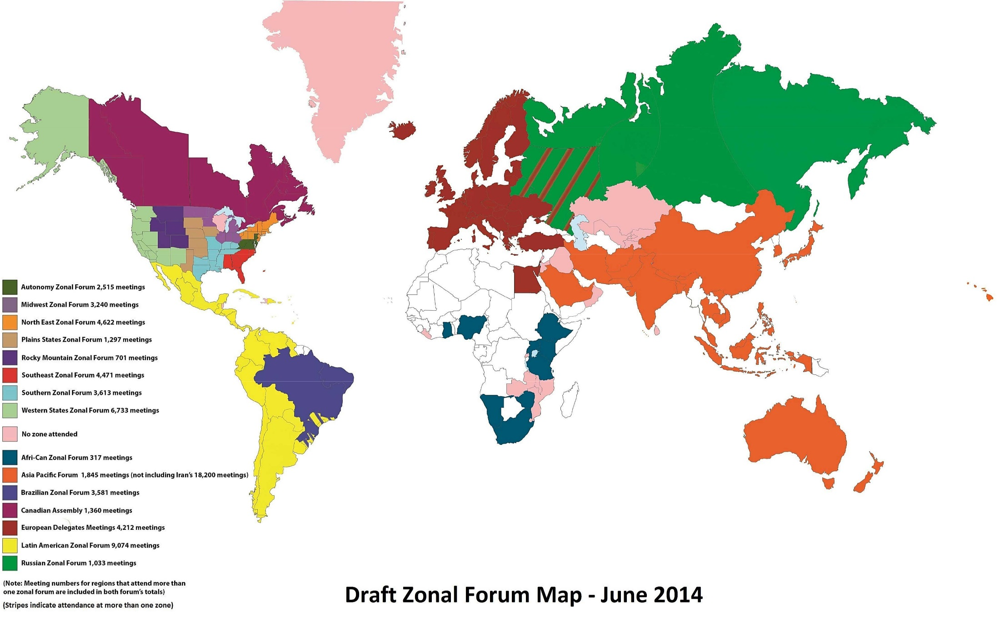 Autonomy Zonal Forum 2,515 meetings
Midwest Zonal Forum 3,240 meetings
North East Zonal Forum 4,622 meetings
Plains States Zonal Forum 1,297 meetings
Rocky Mountain Zonal Forum 701 meetings
Southeast Zonal Forum 4,471 meetings
Southern Zonal Forum 3,613 meetings
Western States Zonal Forum 6,733 meetings
No zone attended
Afri-Can Zonal Forum 317 meetings
Asia Pacific Forum 1,845 meetings (not including Iran's 18,200 meetings)
Brazilian Zonal Forum 3,581 meetings
Canadian Assembly 1,360 meetings
European Delegates Meetings 4,212 meetings
Latin American Zonal Forum 9,074 meetings
Russian Zonal Forum 1,033 meetings
(Note: Meeting numbers for regions that attend more than
one zonal forum are included in both forum's totals)
(Stripes indicate attendance at more than one zone)
Draft Zonal Forum Map - June 2014